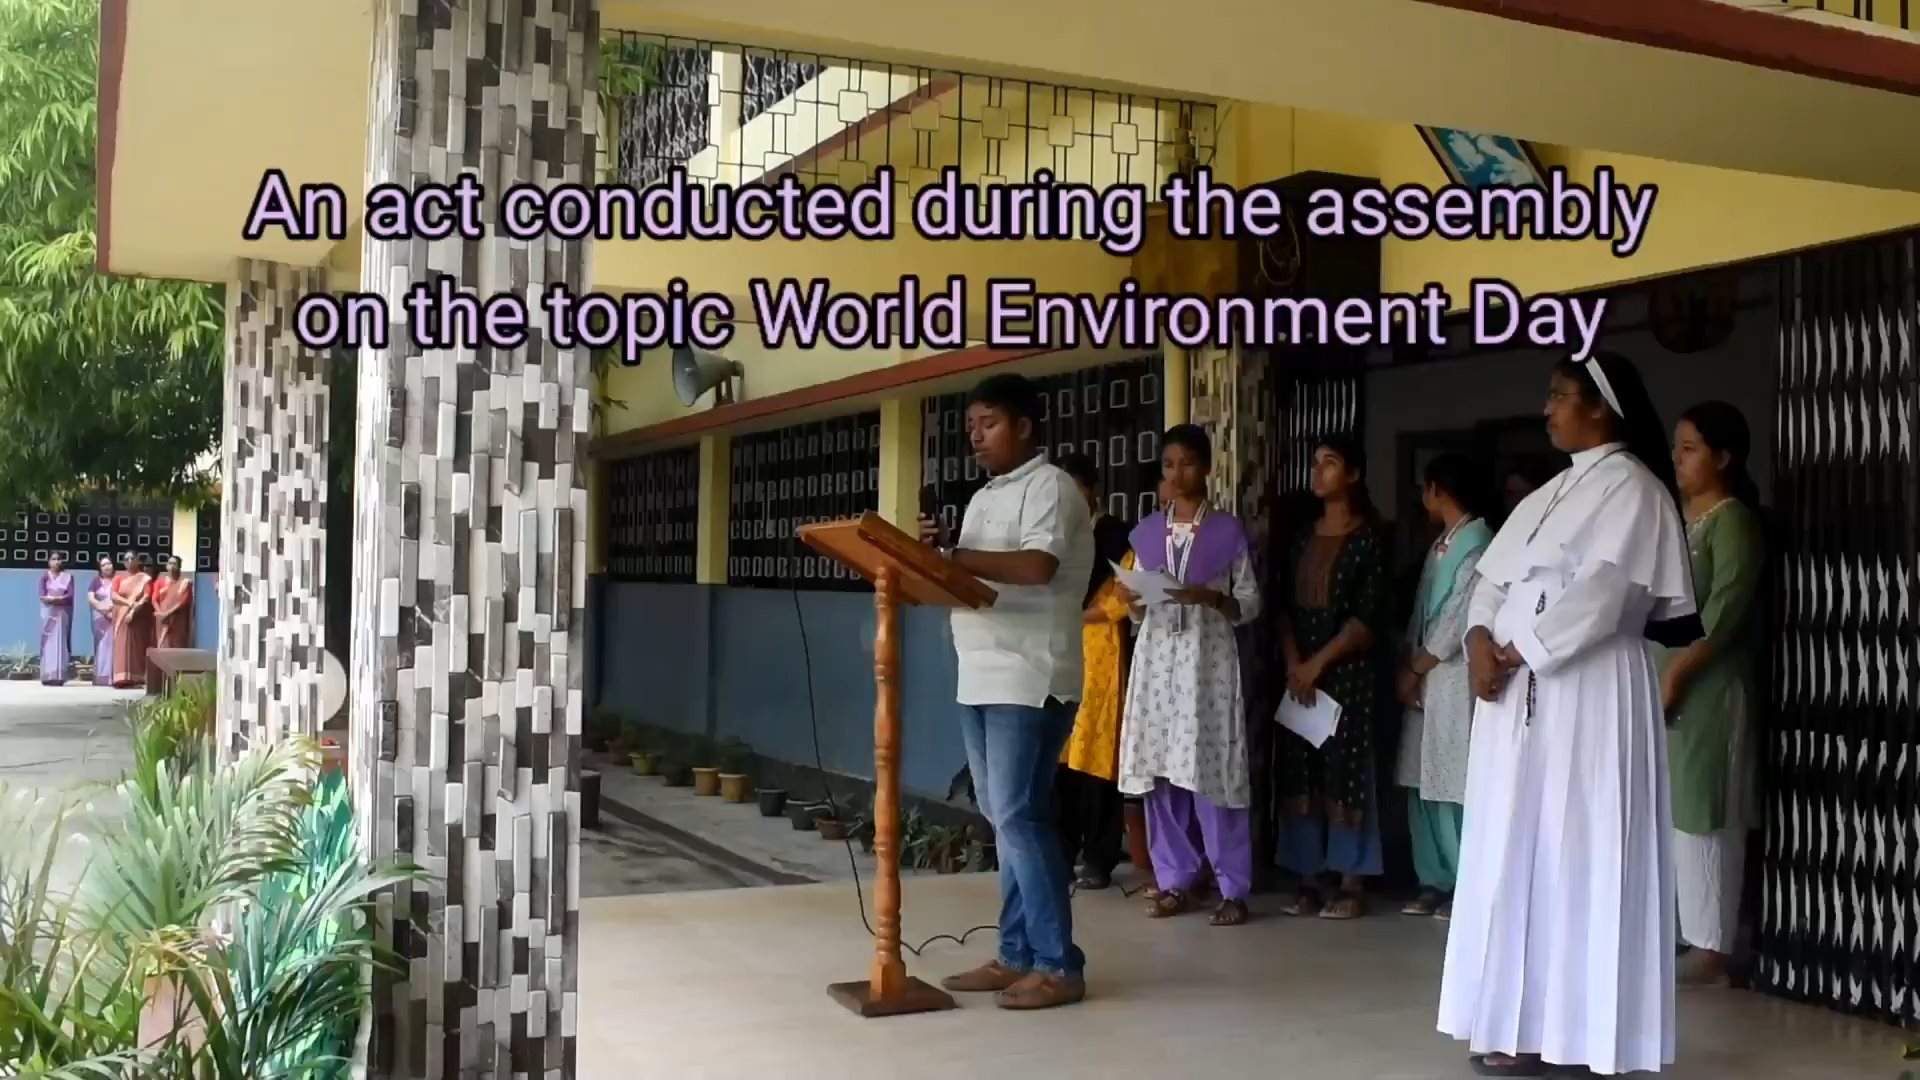 An act conducted during the assembly
on the topic World Environment Day